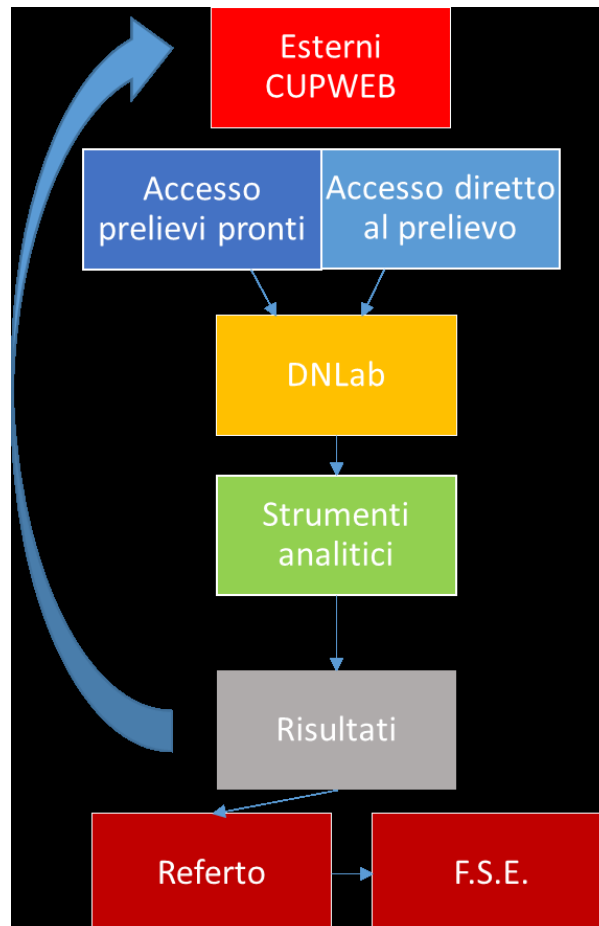 Esterni
CUPWEB
Accesso
prelievi pronti
Accesso diretto
al prelievo
DNLab
Strumenti
analitici
Risultati
Referto
F.S.E.